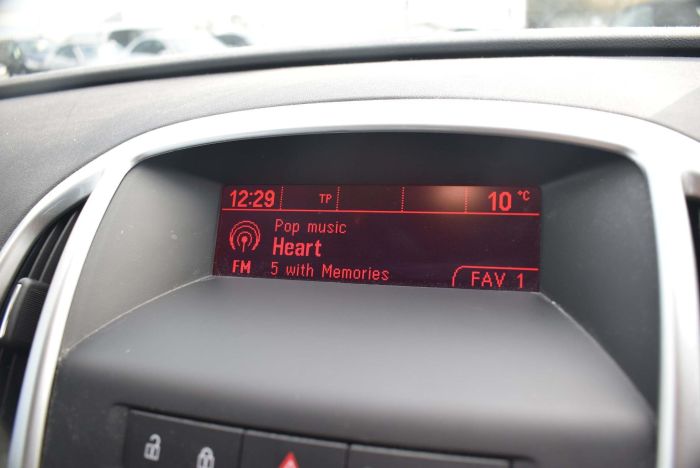 12:29 TP 10 °C
Pop music
Heart
FM 5 with Memories
FAV 1